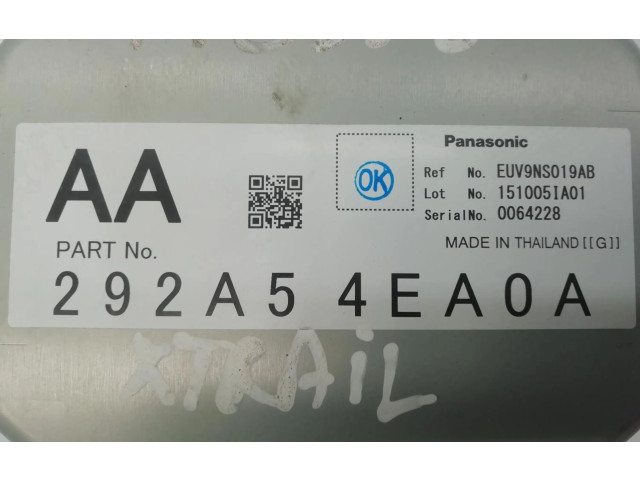 AA
OK
Panasonic
Ref No. EUV9NS019AB
Lot No. 151005IA01
SerialNo. 0064228
MADE IN THAILAND [[G]]
PART No.
292A5 4EA0A
XTRAIL